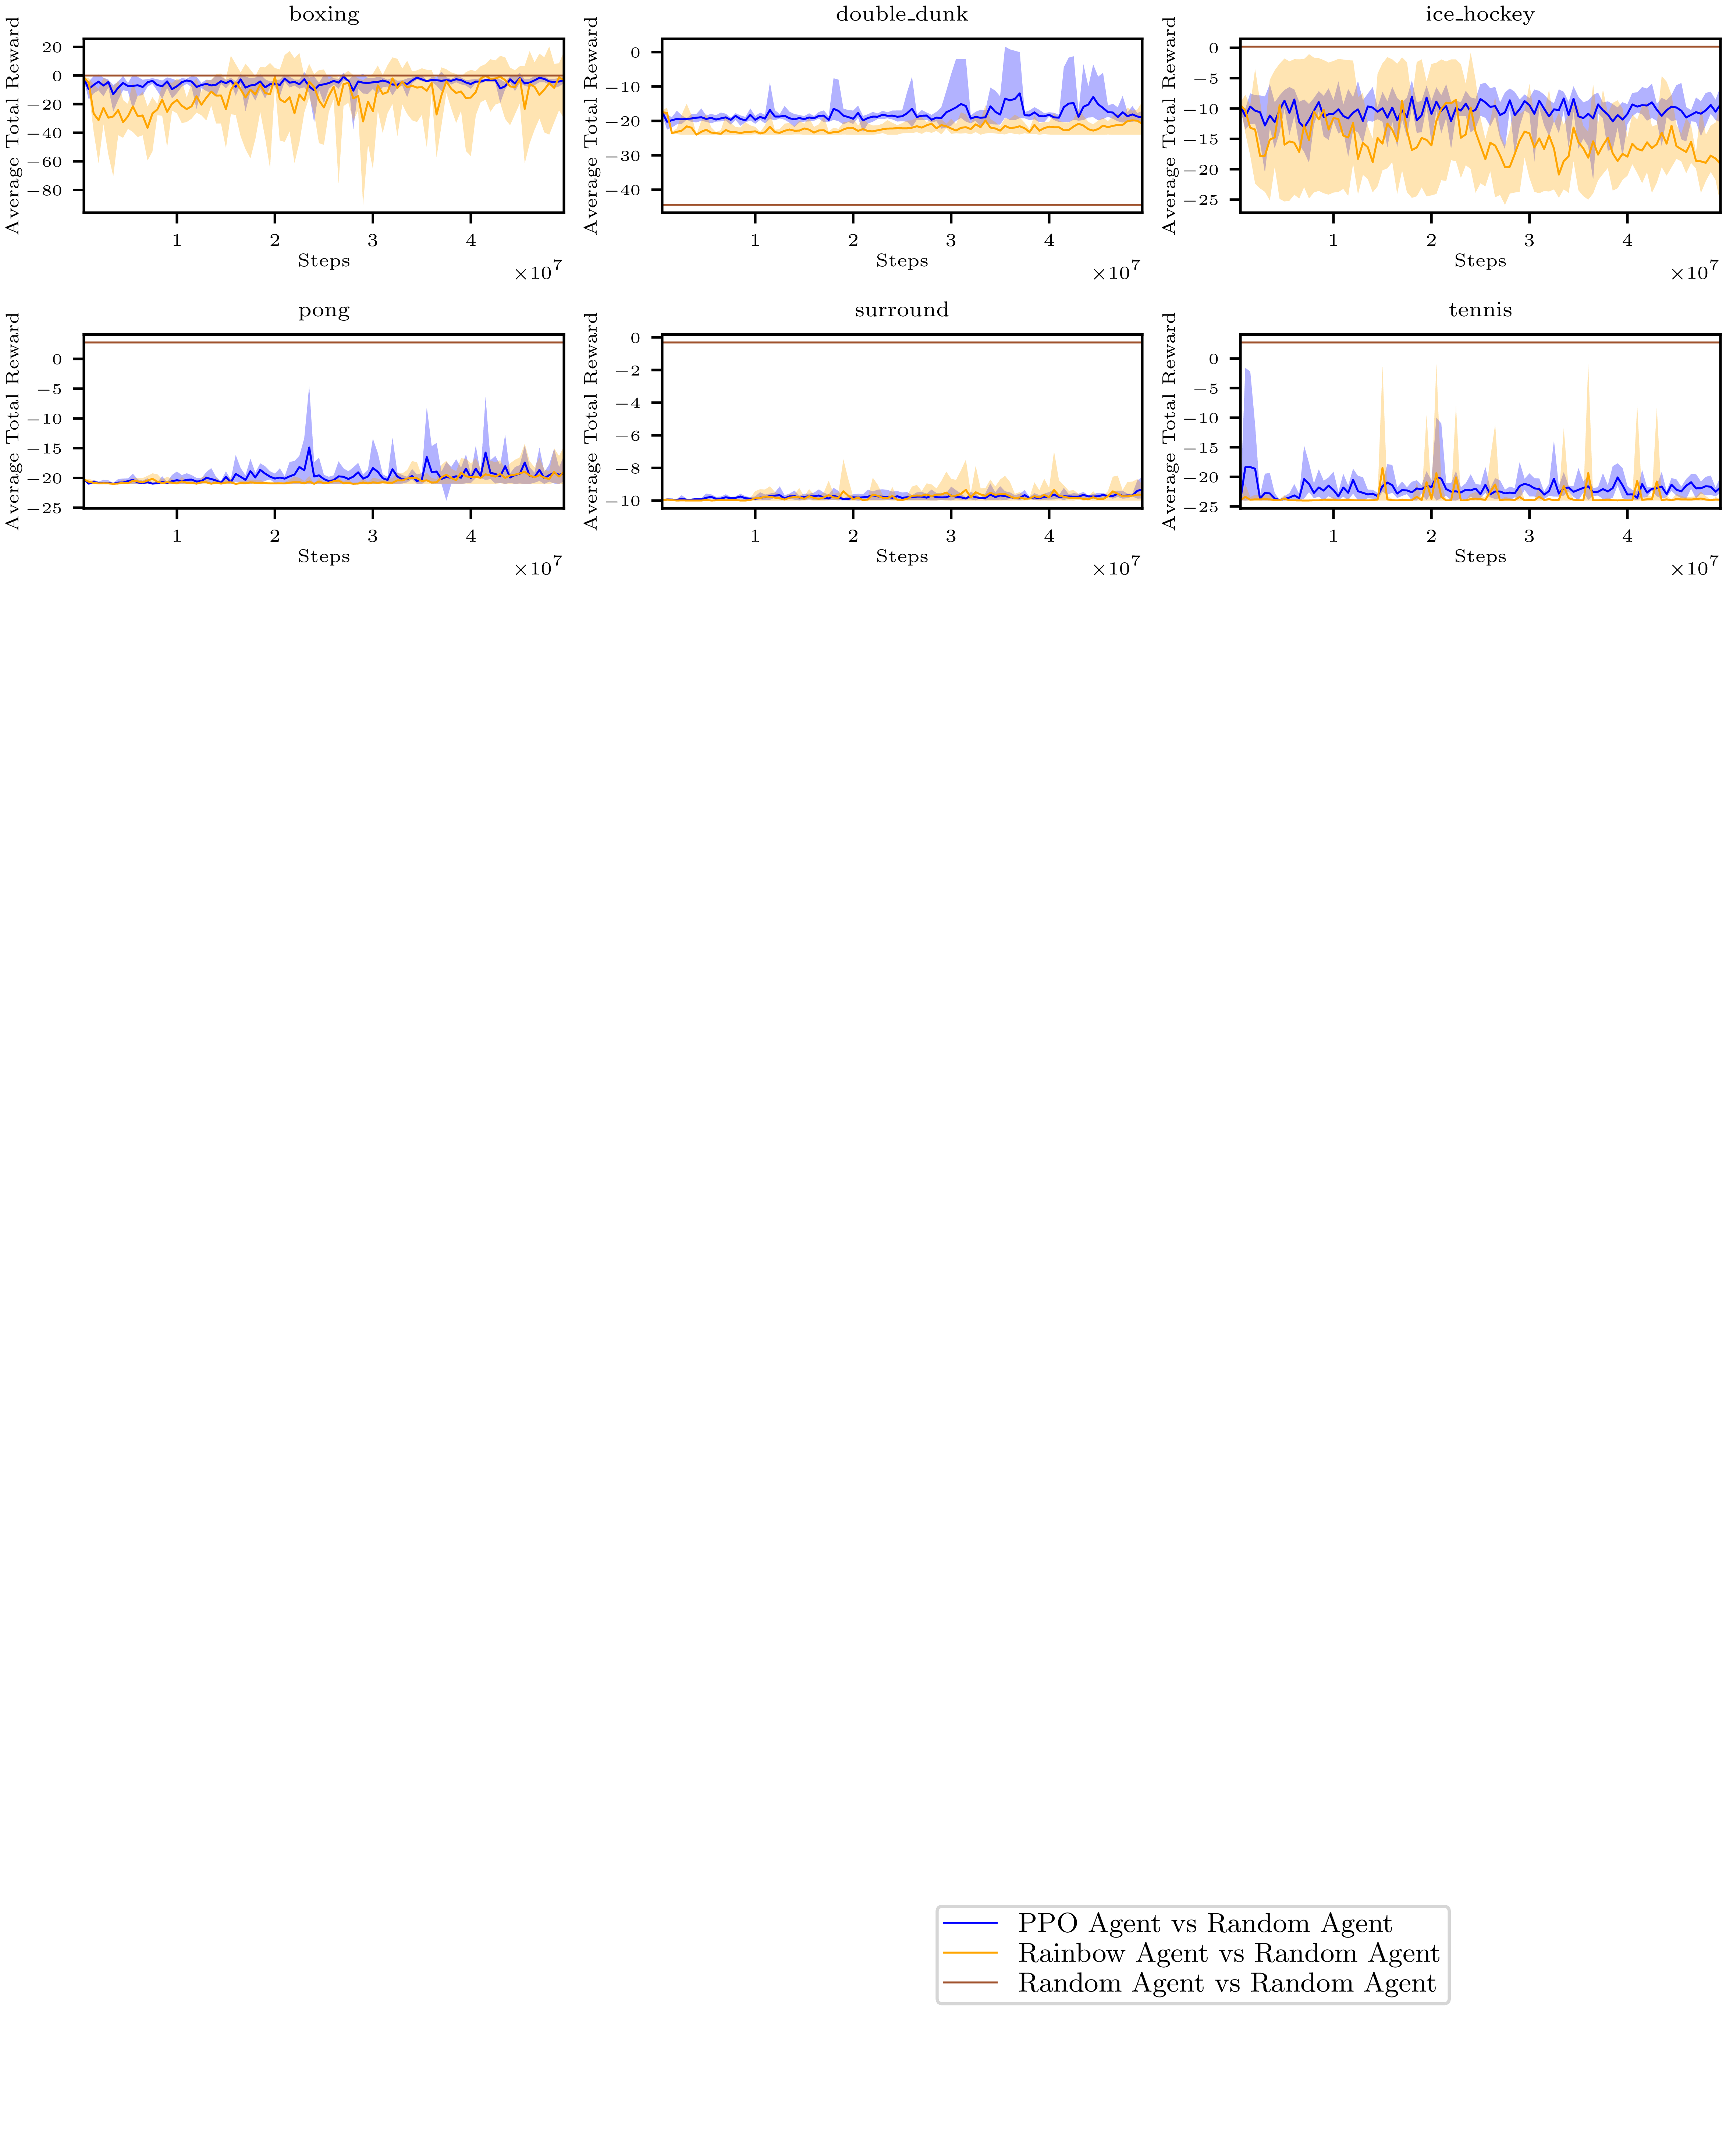 boxing
Average Total Reward
20
0
−20
−40
−60
−80
1 2 3 4
Steps
×10⁷
double_dunk
Average Total Reward
0
−10
−20
−30
−40
1 2 3 4
Steps
×10⁷
ice_hockey
Average Total Reward
0
−5
−10
−15
−20
−25
1 2 3 4
Steps
×10⁷
pong
Average Total Reward
0
−5
−10
−15
−20
−25
1 2 3 4
Steps
×10⁷
surround
Average Total Reward
0
−2
−4
−6
−8
−10
1 2 3 4
Steps
×10⁷
tennis
Average Total Reward
0
−5
−10
−15
−20
−25
1 2 3 4
Steps
×10⁷
PPO Agent vs Random Agent
Rainbow Agent vs Random Agent
Random Agent vs Random Agent